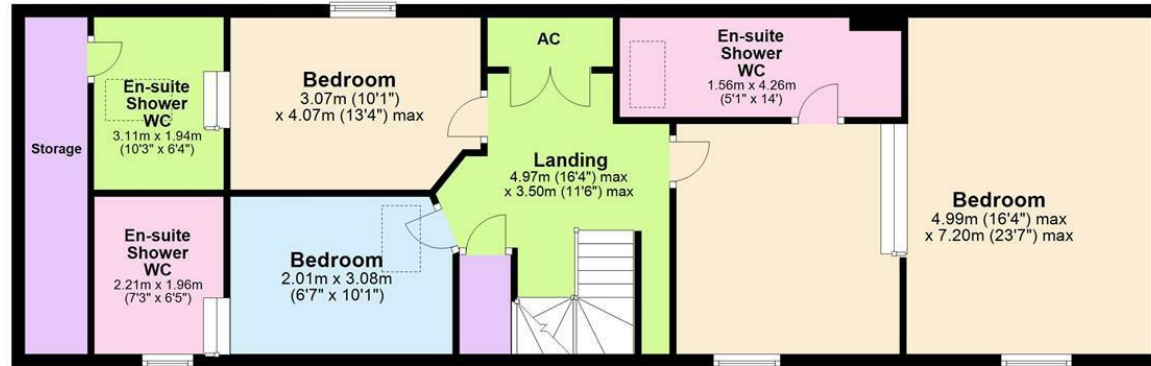 Storage
En-suite
Shower
WC
3.11m x 1.94m
(10'3" x 6'4")
Bedroom
3.07m (10'1")
x 4.07m (13'4") max
AC
En-suite
Shower
WC
1.56m x 4.26m
(5'1" x 14')
Landing
4.97m (16'4") max
x 3.50m (11'6") max
Bedroom
4.99m (16'4") max
x 7.20m (23'7") max
En-suite
Shower
WC
2.21m x 1.96m
(7'3" x 6'5")
Bedroom
2.01m x 3.08m
(6'7" x 10'1")